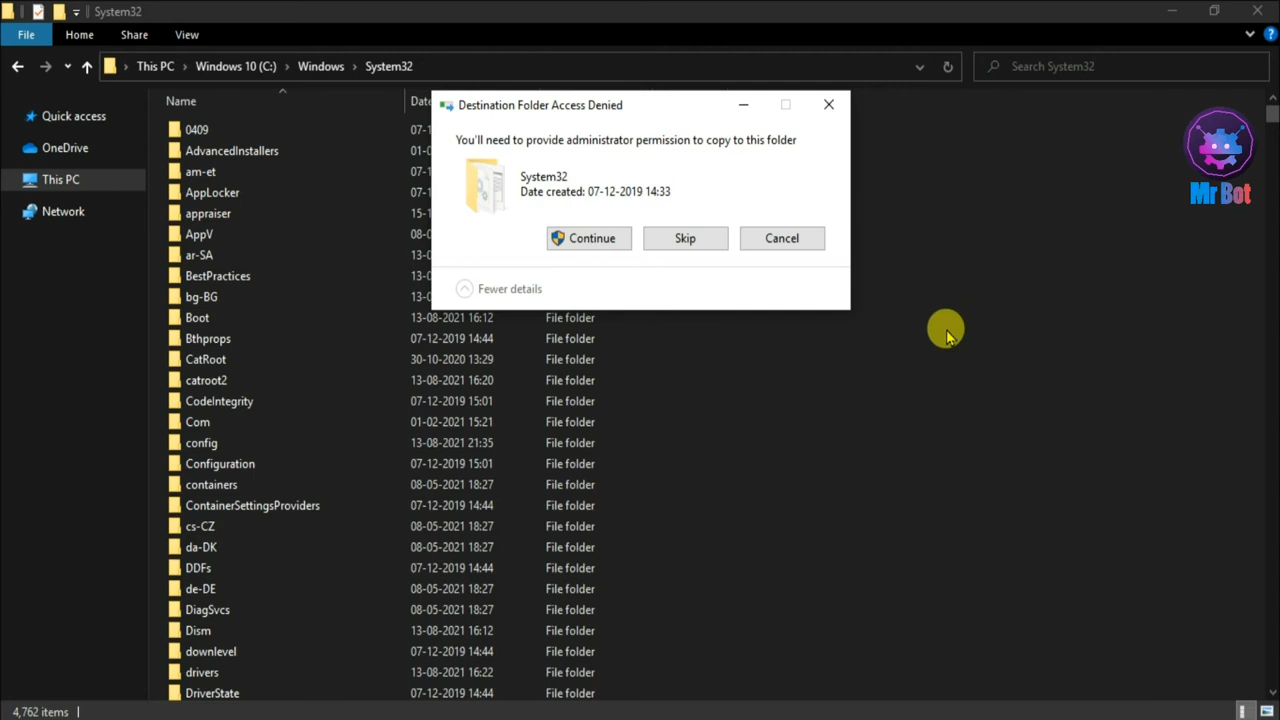 System32
File Home Share View
This PC Windows 10 (C:) Windows System32
Search System32
Quick access
OneDrive
This PC
Network
Name Date
0409 07-1
AdvancedInstallers 01-0
am-et 07-1
AppLocker 07-1
appraiser 15-1
AppV 08-0
ar-SA 13-0
BestPractices 13-0
bg-BG 13-0
Boot 13-08-2021 16:12 File folder
Bthprops 07-12-2019 14:44 File folder
CatRoot 30-10-2020 13:29 File folder
catroot2 13-08-2021 16:20 File folder
CodeIntegrity 07-12-2019 15:01 File folder
Com 01-02-2021 15:21 File folder
config 13-08-2021 21:35 File folder
Configuration 07-12-2019 15:01 File folder
containers 08-05-2021 18:27 File folder
ContainerSettingsProviders 07-12-2019 14:44 File folder
cs-CZ 08-05-2021 18:27 File folder
da-DK 08-05-2021 18:27 File folder
DDFs 07-12-2019 14:44 File folder
de-DE 08-05-2021 18:27 File folder
DiagSvcs 08-05-2021 18:27 File folder
Dism 13-08-2021 16:12 File folder
downlevel 07-12-2019 14:44 File folder
drivers 13-08-2021 16:22 File folder
DriverState 07-12-2019 14:44 File folder
4,762 items
Destination Folder Access Denied
You'll need to provide administrator permission to copy to this folder
System32
Date created: 07-12-2019 14:33
Continue Skip Cancel
Fewer details
Mr Bot